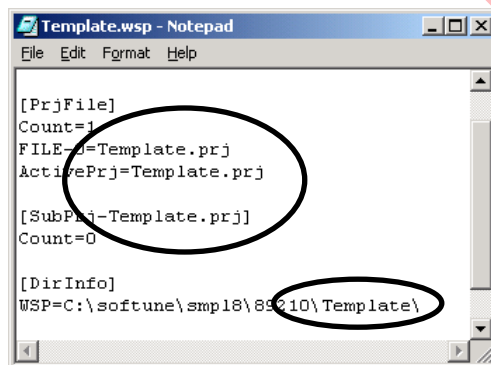 Template.wsp - Notepad
File Edit Format Help
[PrjFile]
Count=1
FILE-0=Template.prj
ActivePrj=Template.prj
[SubPrj-Template.prj]
Count=0
[DirInfo]
WSP=C:\softune\smpl8\89210\Template\